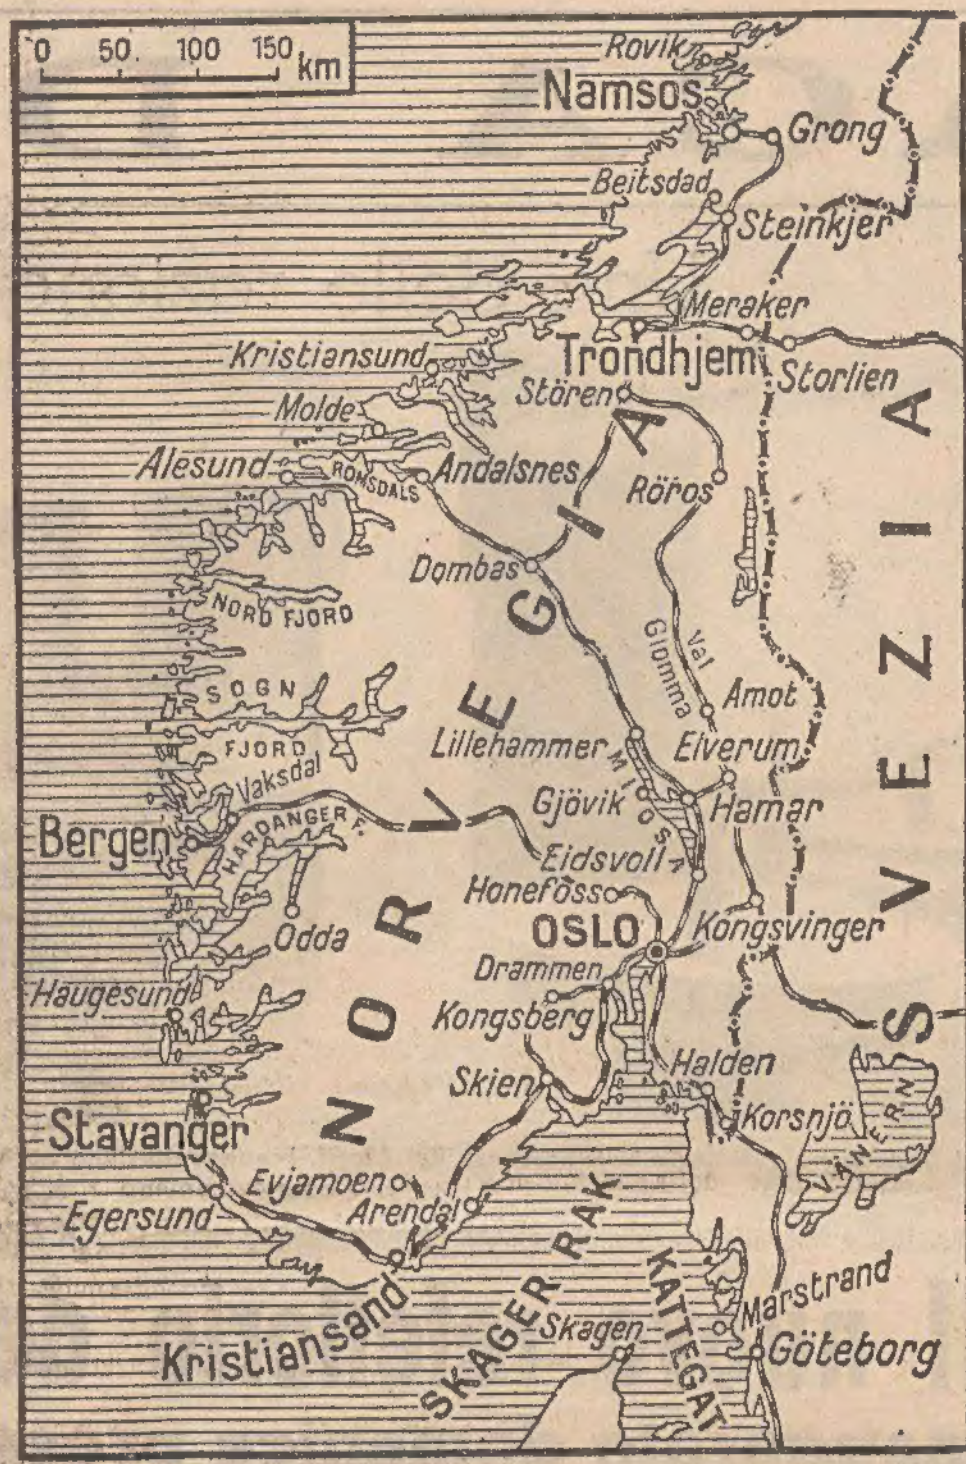 0 50 100 150 km
Rovik
Namsos
Grong
Beitsdad
Steinkjer
Meraker
Trondhjem
Storlien
Kristiansund
Stören
Molde
Alesund
ROMSDALS
Andalsnes
Röros
Dombas
NORD FJORD
Val
Glomma
SOGN
FJORD
Amot
Lillehammer
Elverum
MIOSA
Vaksdal
Gjövik
Hamar
Bergen
HARDANGER F.
Eidsvoll
Honefoss
Odda
OSLO
Kongsvinger
Drammen
Haugesund
Kongsberg
NORVEGIA
SVEZIA
Halden
Skien
Korsnjö
VÄNERN
Stavanger
Evjamoen
Egersund
Arendal
SKAGER RAK
KATTEGAT
Marstrand
Kristiansand
Skagen
Göteborg